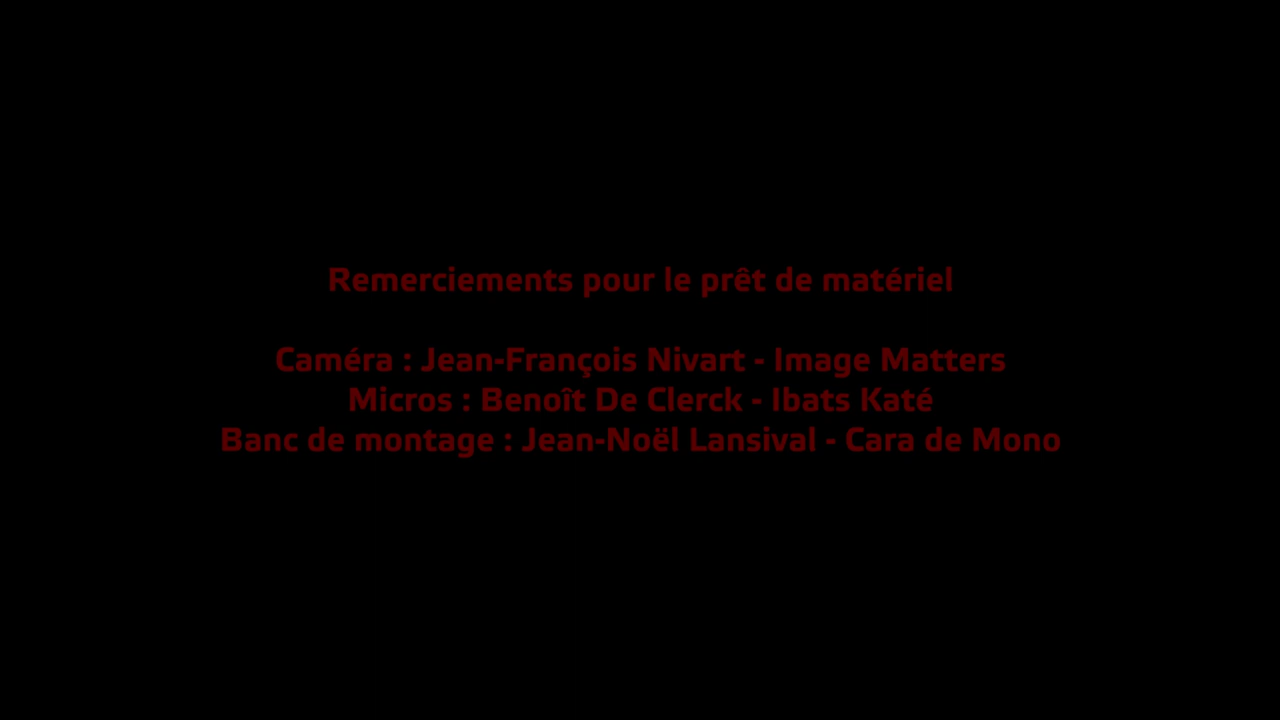 Remerciements pour le prêt de matériel
Caméra : Jean-François Nivart - Image Matters
Micros : Benoît De Clerck - Ibats Katé
Banc de montage : Jean-Noël Lansival - Cara de Mono